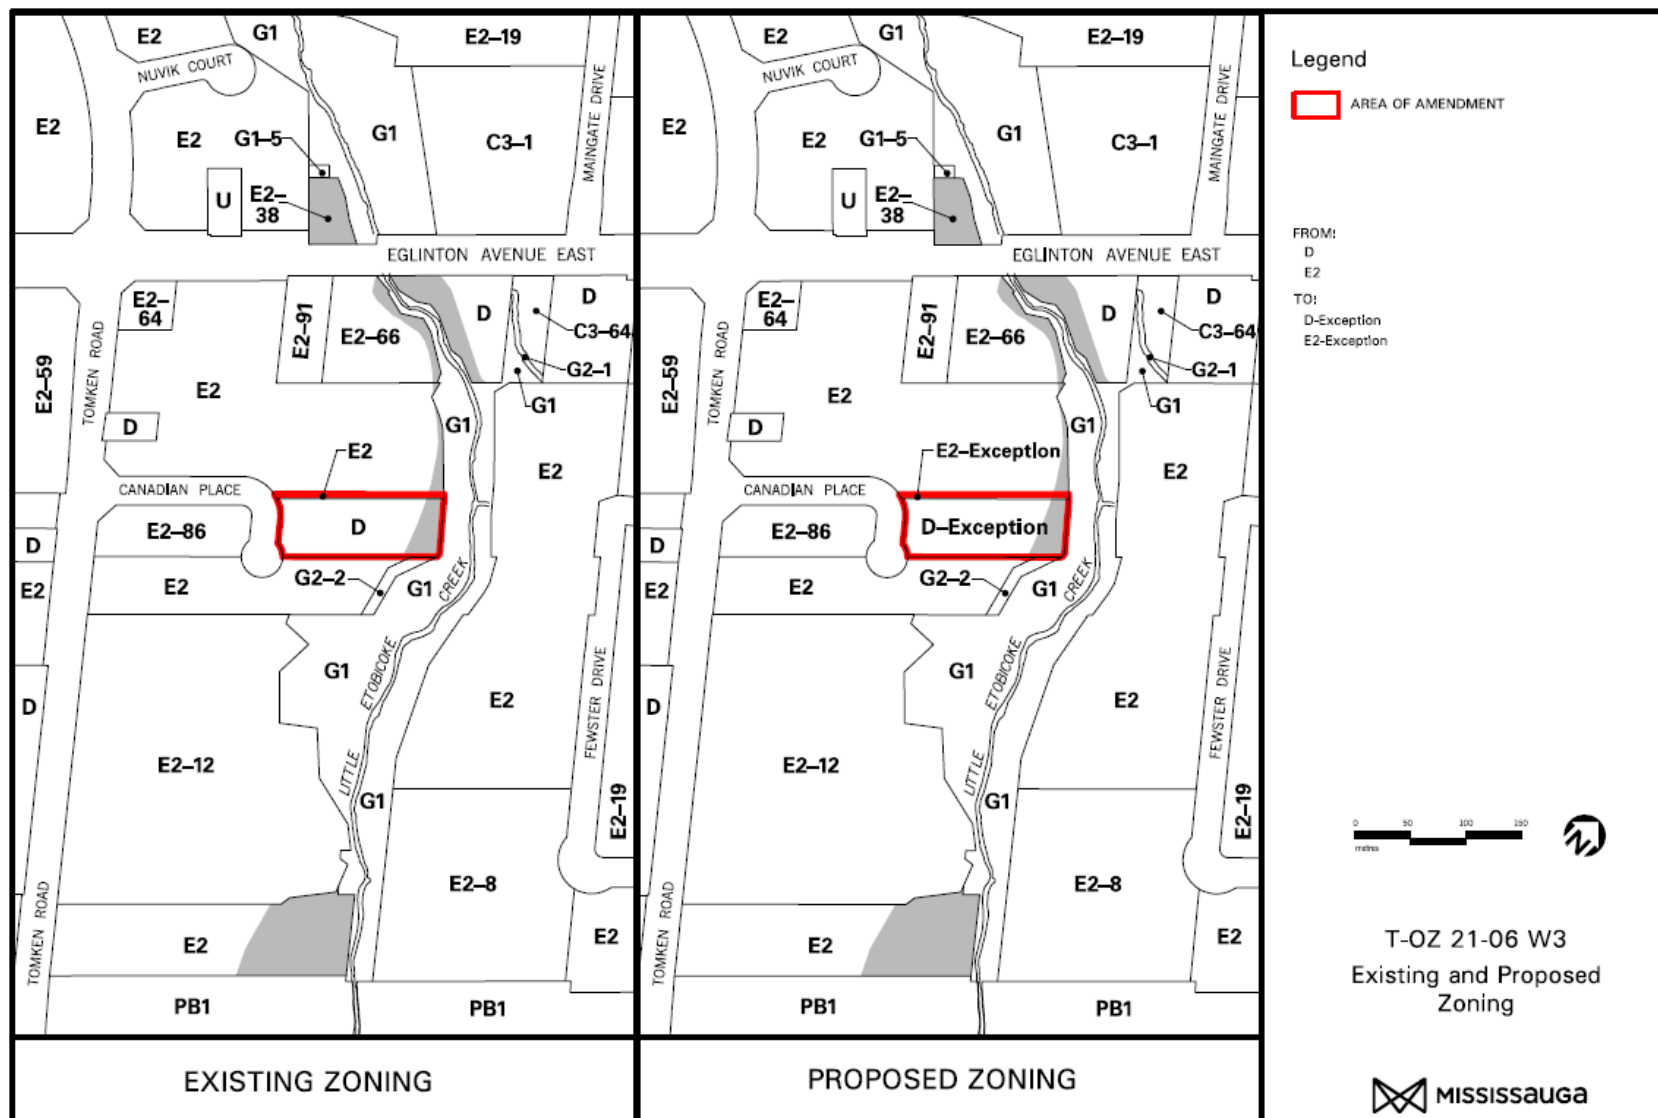 E2
G1
E2–19
NUVIK COURT
MAINGATE DRIVE
E2
E2
G1–5
G1
C3–1
U
E2–
38
EGLINTON AVENUE EAST
E2–
64
E2–91
E2–66
D
D
C3–64
G2–1
G1
E2–59
TOMKEN ROAD
E2
D
G1
E2
E2
CANADIAN PLACE
D
E2–86
D
G2–2
G1
E2
E2
LITTLE ETOBICOKE CREEK
G1
D
E2
FEWSTER DRIVE
E2–12
G1
E2–19
E2–8
TOMKEN ROAD
E2
E2
PB1
PB1
EXISTING ZONING
E2
G1
E2–19
NUVIK COURT
MAINGATE DRIVE
E2
E2
G1–5
G1
C3–1
U
E2–
38
EGLINTON AVENUE EAST
E2–
64
E2–91
E2–66
D
D
C3–64
G2–1
G1
E2–59
TOMKEN ROAD
E2
D
G1
E2–Exception
E2
CANADIAN PLACE
D–Exception
E2–86
D
G2–2
G1
E2
E2
LITTLE ETOBICOKE CREEK
G1
D
E2
FEWSTER DRIVE
E2–12
G1
E2–19
E2–8
TOMKEN ROAD
E2
E2
PB1
PB1
PROPOSED ZONING
Legend
AREA OF AMENDMENT
FROM:
D
E2
TO:
D-Exception
E2-Exception
0 50 100 150
metres
N
T-OZ 21-06 W3
Existing and Proposed
Zoning
MISSISSAUGA